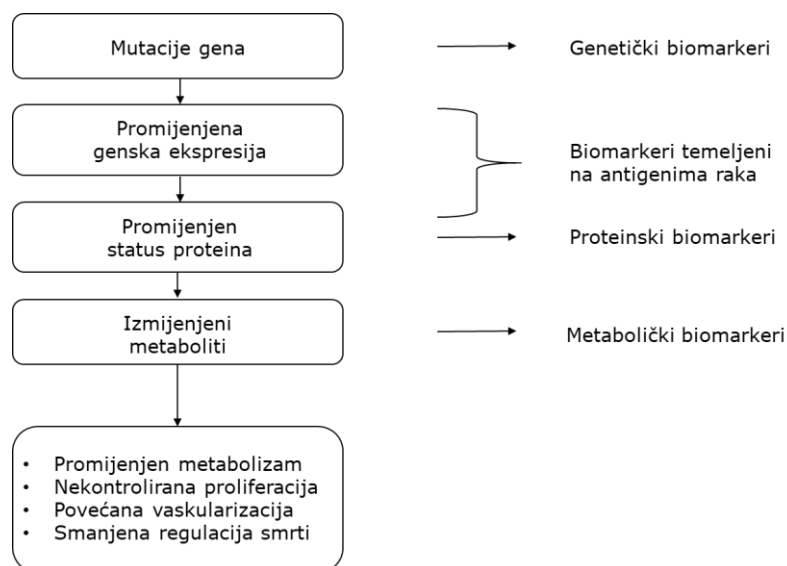 Mutacije gena
Genetički biomarkeri
Promijenjena
genska ekspresija
Biomarkeri temeljeni
na antigenima raka
Promijenjen
status proteina
Proteinski biomarkeri
Izmijenjeni
metaboliti
Metabolički biomarkeri
• Promijenjen metabolizam
• Nekontrolirana proliferacija
• Povećana vaskularizacija
• Smanjena regulacija smrti